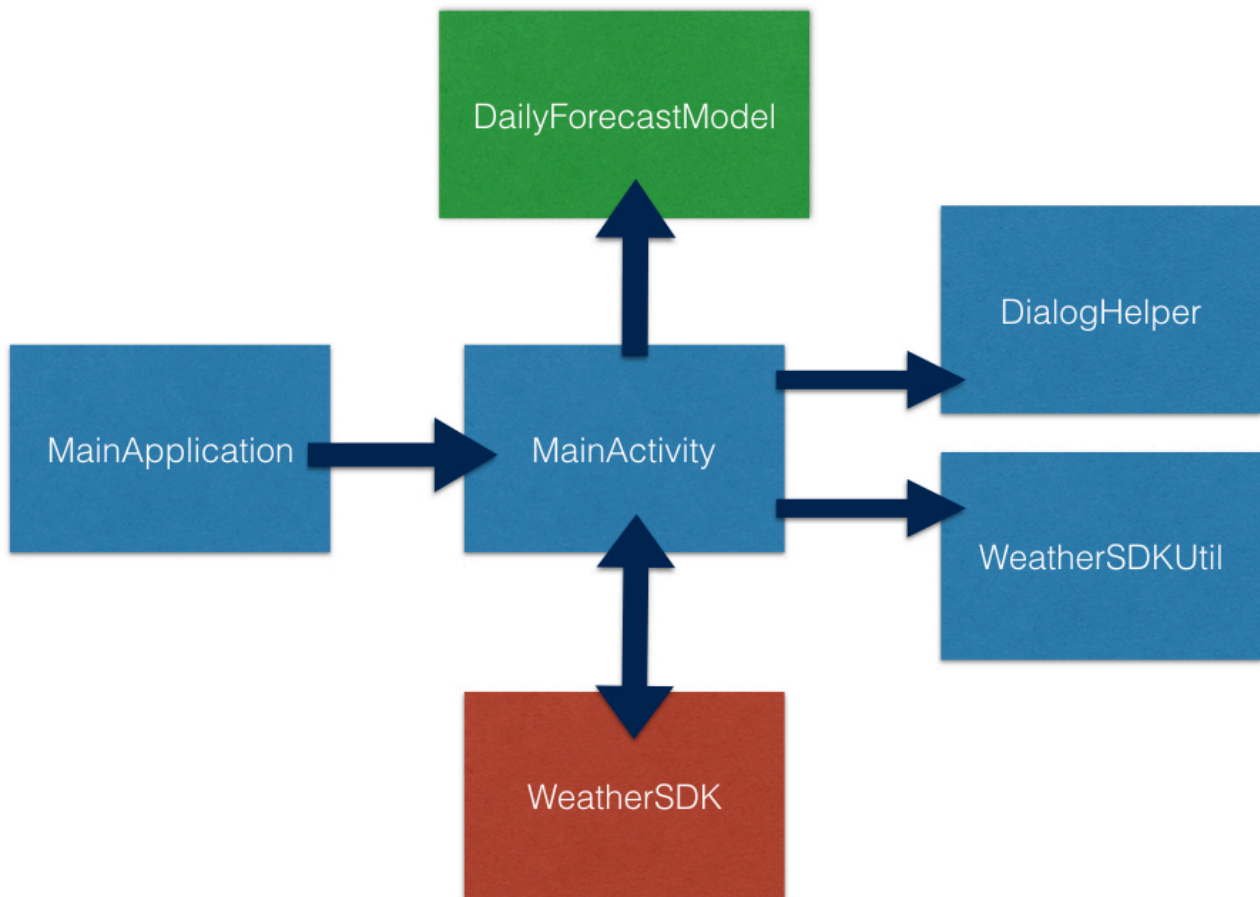 DailyForecastModel
DialogHelper
MainApplication
MainActivity
WeatherSDKUtil
WeatherSDK